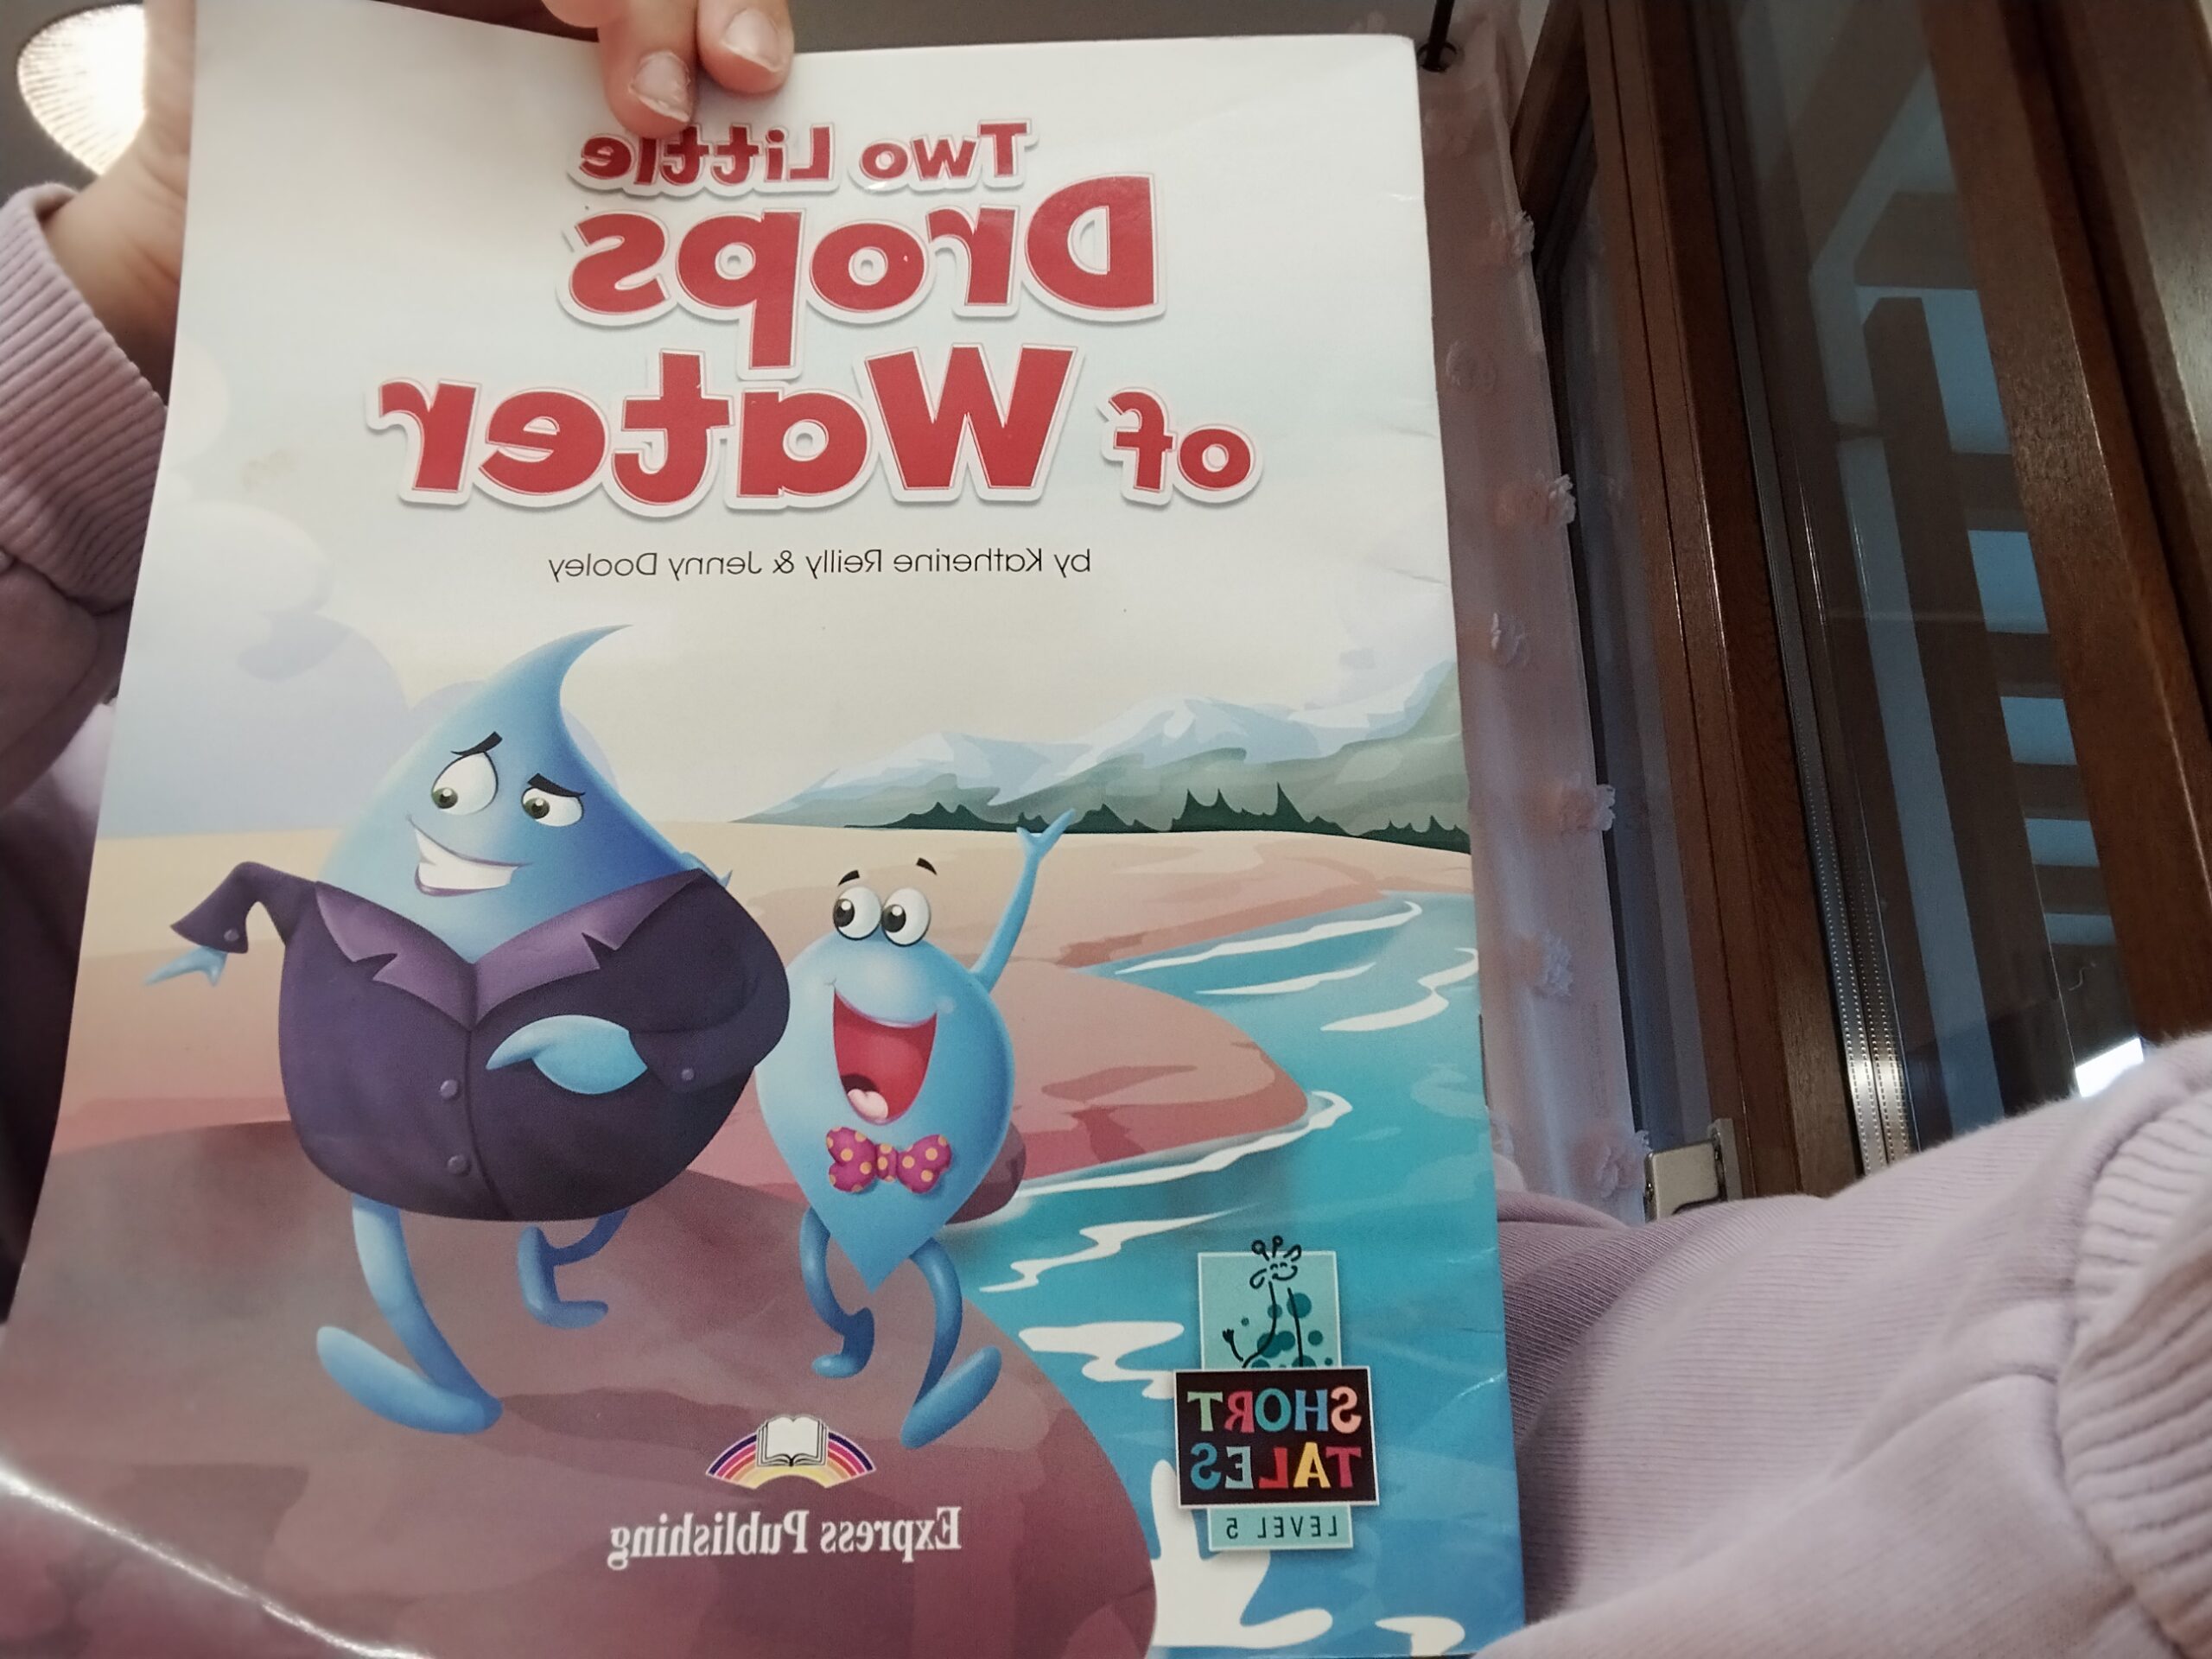 Two Little
Drops
of Water
by Katherine Reilly & Jenny Dooley
SHORT
TALES
LEVEL 5
Express Publishing